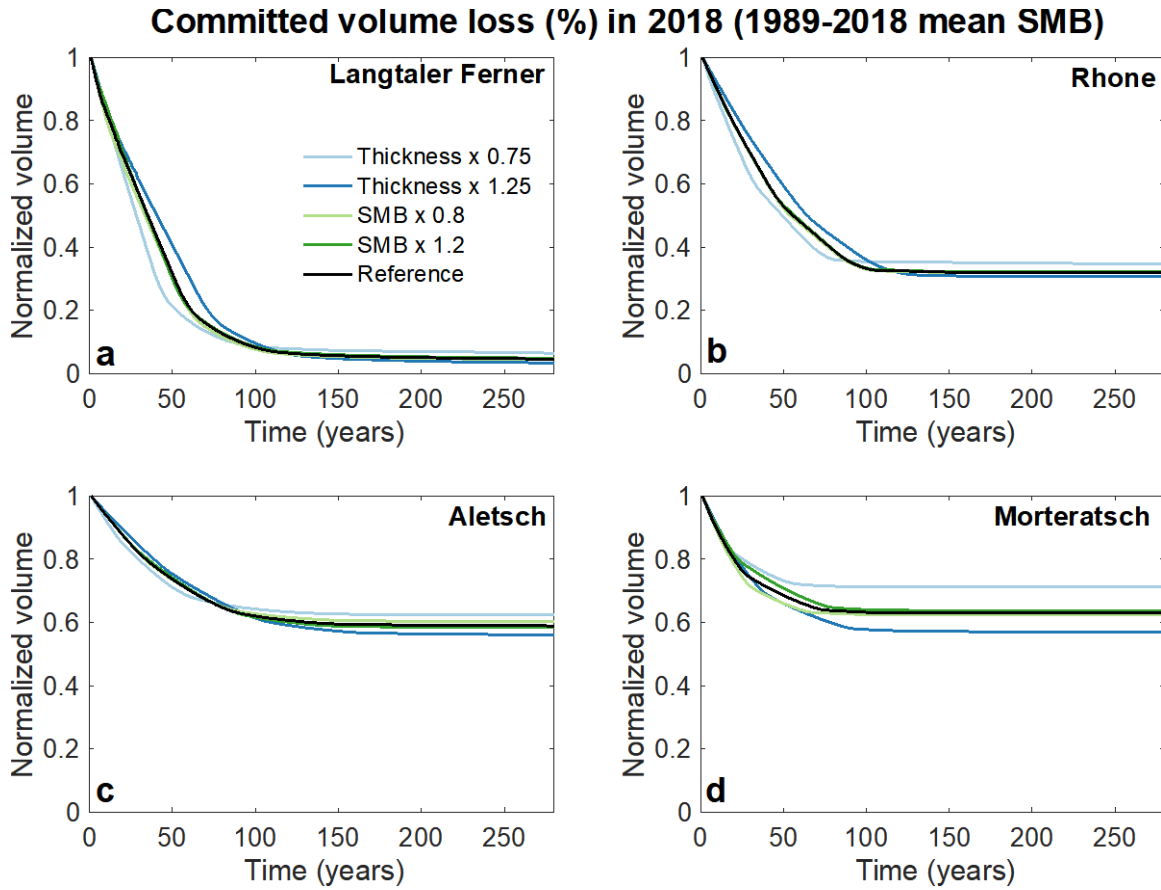 Committed volume loss (%) in 2018 (1989-2018 mean SMB)
Langtaler Ferner
Normalized volume
1
0.8
0.6
0.4
0.2
0
Thickness x 0.75
Thickness x 1.25
SMB x 0.8
SMB x 1.2
Reference
a
0 50 100 150 200 250
Time (years)
Rhone
Normalized volume
1
0.8
0.6
0.4
0.2
0
b
0 50 100 150 200 250
Time (years)
Aletsch
Normalized volume
1
0.8
0.6
0.4
0.2
0
c
0 50 100 150 200 250
Time (years)
Morteratsch
Normalized volume
1
0.8
0.6
0.4
0.2
0
d
0 50 100 150 200 250
Time (years)